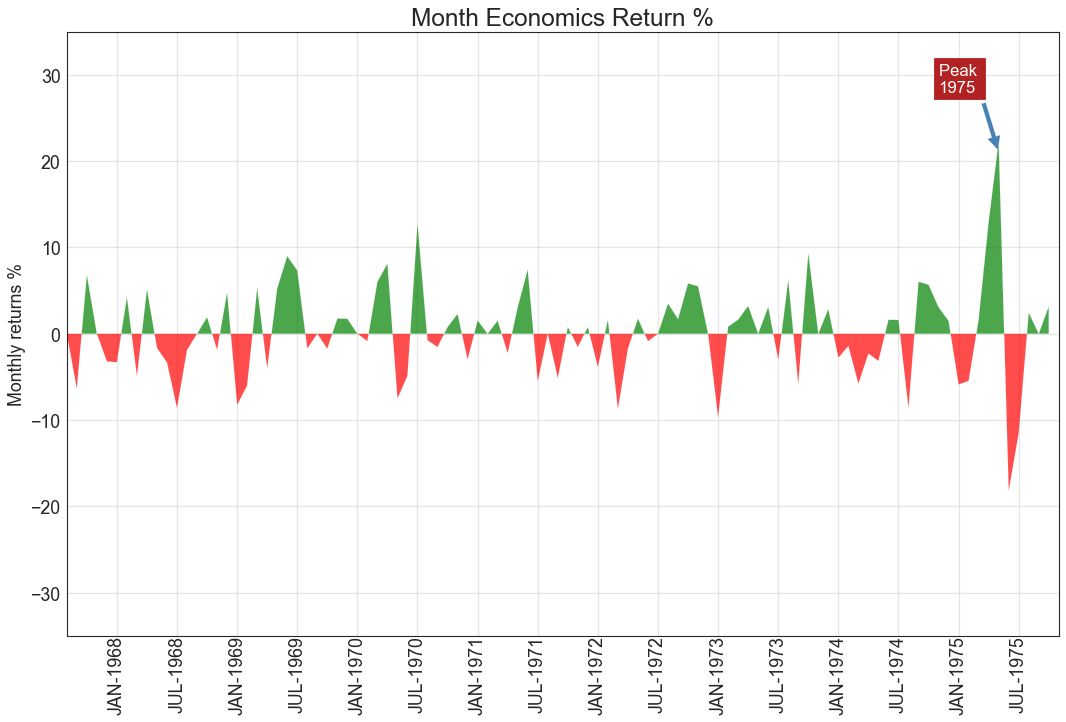 Month Economics Return %
Peak
1975
Monthly returns %
30
20
10
0
−10
−20
−30
JAN-1968
JUL-1968
JAN-1969
JUL-1969
JAN-1970
JUL-1970
JAN-1971
JUL-1971
JAN-1972
JUL-1972
JAN-1973
JUL-1973
JAN-1974
JUL-1974
JAN-1975
JUL-1975